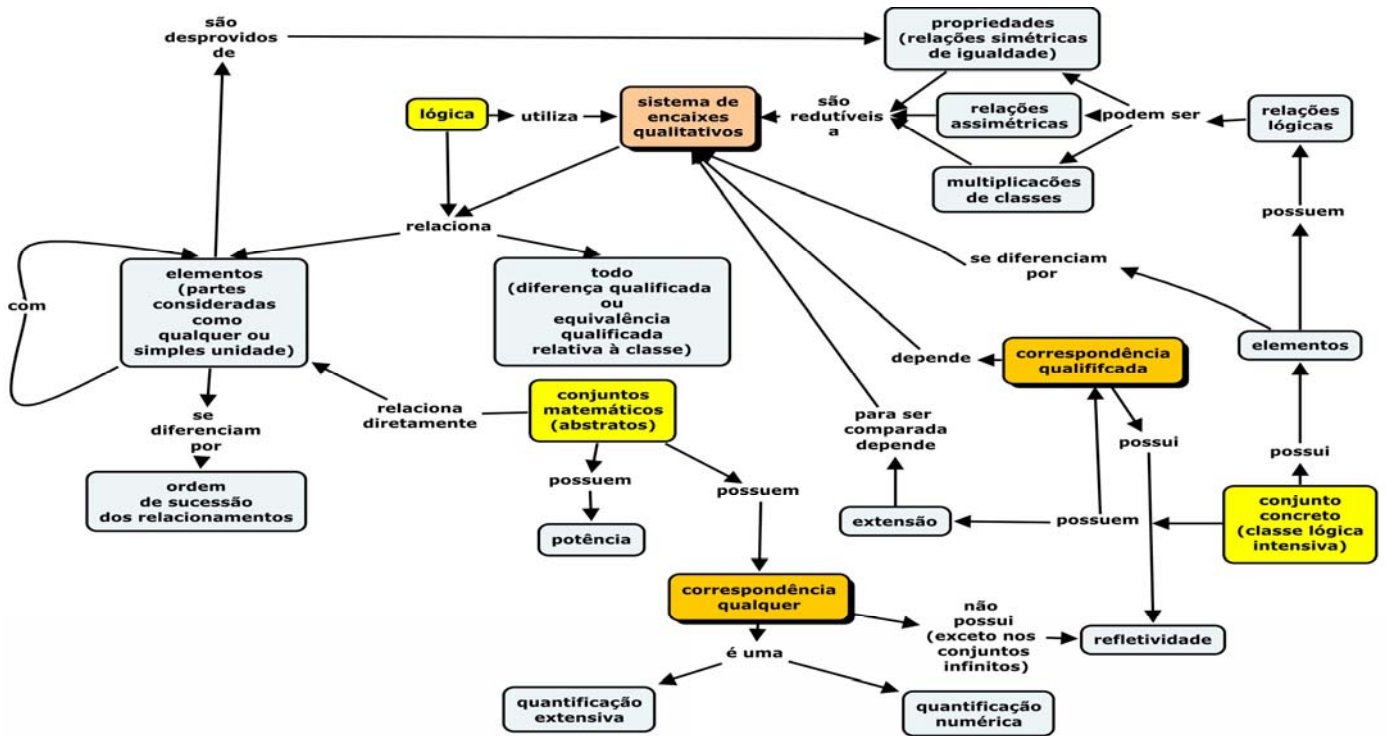 são
desprovidos
de
propriedades
(relações simétricas
de igualdade)
lógica
utiliza
sistema de
encaixes
qualitativos
são
redutíveis
a
relações
assimétricas
podem ser
relações
lógicas
multiplicacões
de classes
possuem
relaciona
com
elementos
(partes
consideradas
como
qualquer ou
simples unidade)
todo
(diferença qualificada
ou
equivalência
qualificada
relativa à classe)
se diferenciam
por
elementos
depende
correspondência
qualififcada
se
diferenciam
por
relaciona
diretamente
conjuntos
matemáticos
(abstratos)
para ser
comparada
depende
possui
possui
ordem
de sucessão
dos relacionamentos
possuem
possuem
potência
extensão
possuem
conjunto
concreto
(classe lógica
intensiva)
correspondência
qualquer
não
possui
(exceto nos
conjuntos
infinitos)
refletividade
é uma
quantificação
extensiva
quantificação
numérica